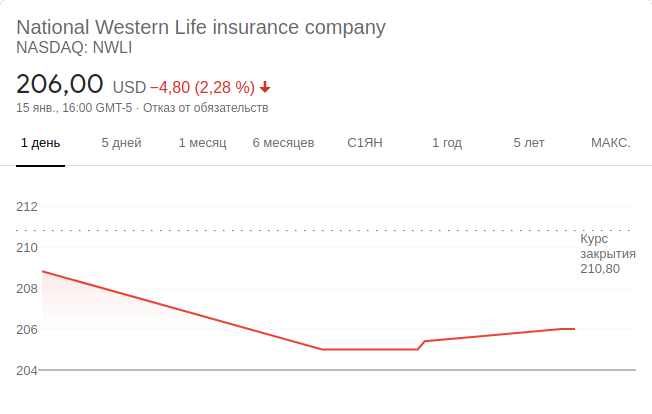 National Western Life insurance company
NASDAQ: NWLI
206,00 USD −4,80 (2,28 %)
15 янв., 16:00 GMT-5 · Отказ от обязательств
1 день 5 дней 1 месяц 6 месяцев С1ЯН 1 год 5 лет МАКС.
212
Курс
210
закрытия
210,80
208
206
204